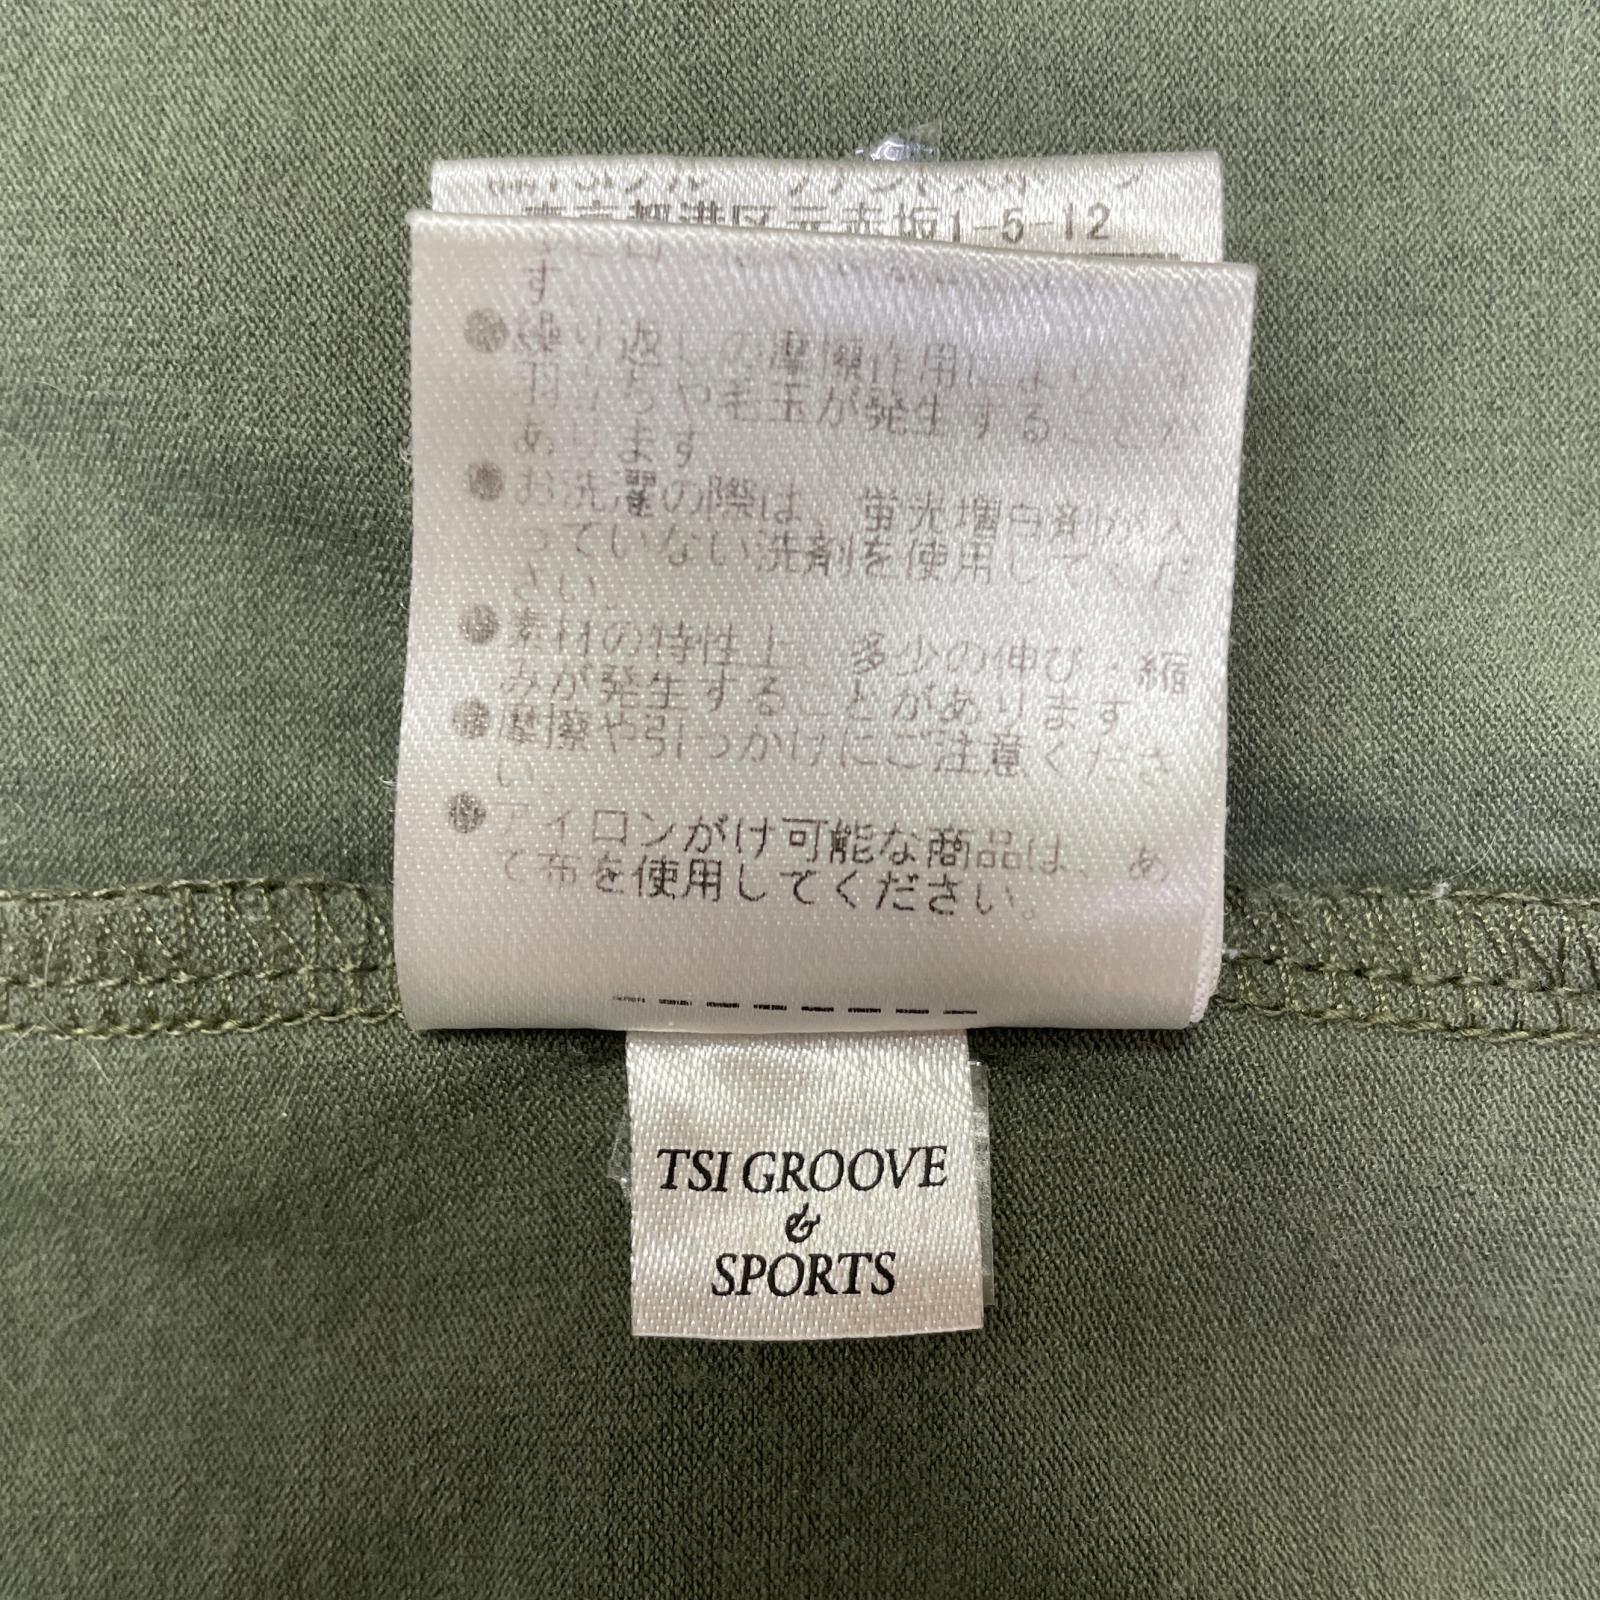 東京都港区元赤坂1-5-12
す。
●繰り返しの摩擦作用により、毛
羽立ちや毛玉が発生することが
あります
●お洗濯の際は、蛍光増白剤が入
っていない洗剤を使用してくだ
さい。
●素材の特性上、多少の伸び・縮
みが発生することがあります。
●摩擦や引っかけにご注意くださ
い
●アイロンがけ可能な商品は、あ
て布を使用してください。
TSI GROOVE
&
SPORTS